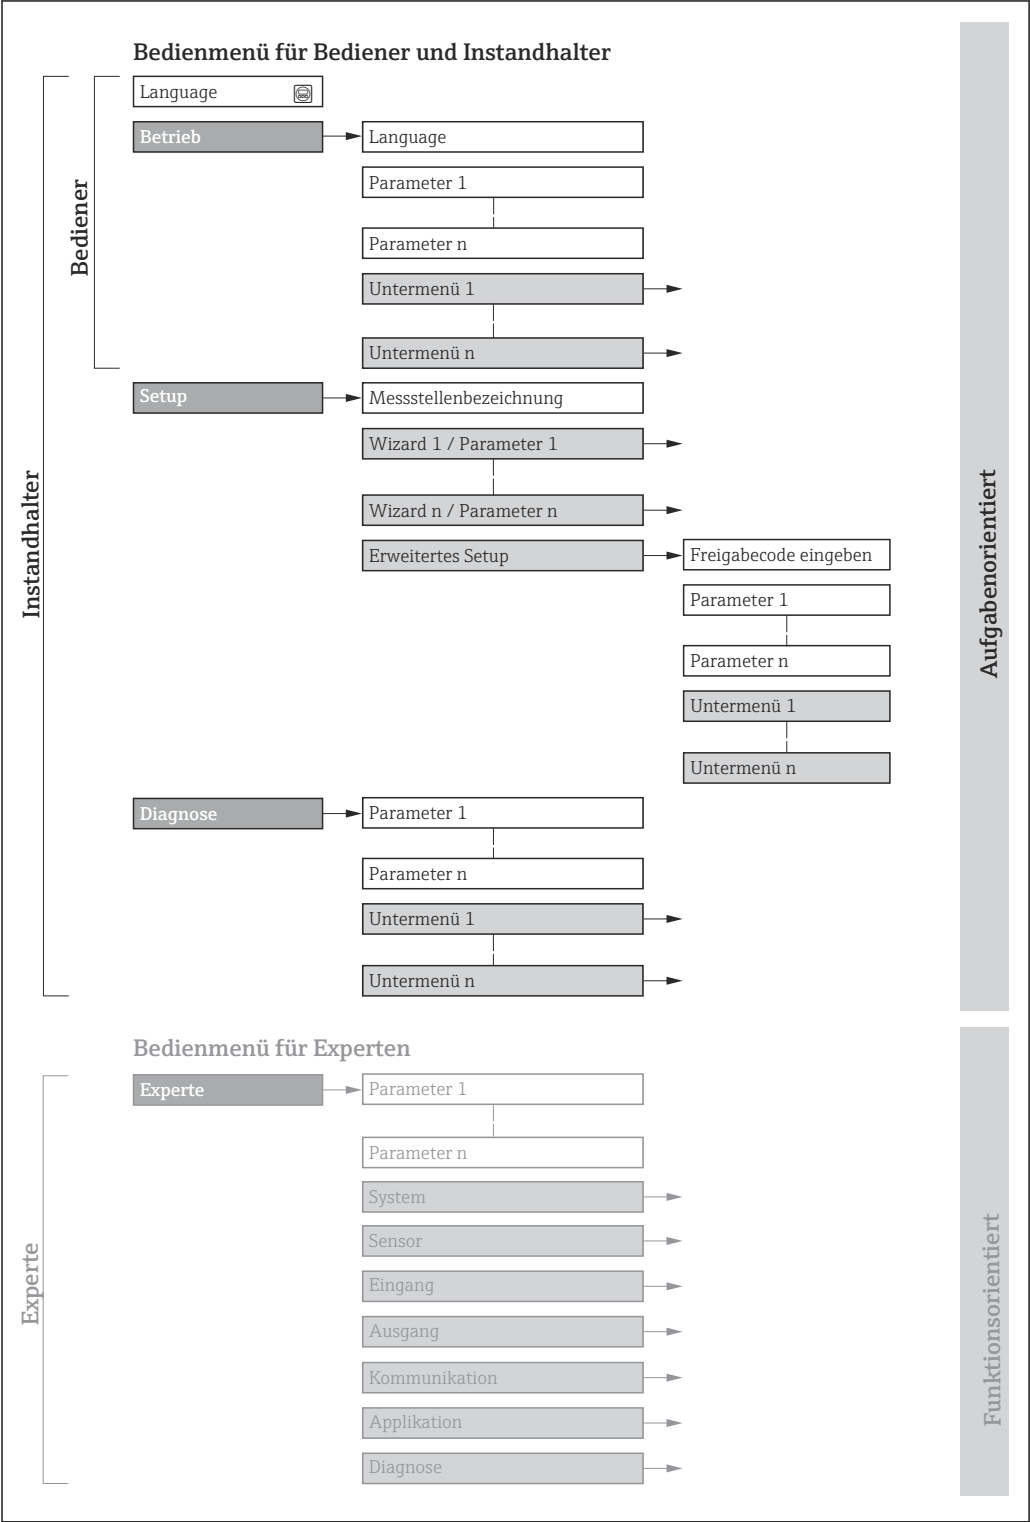 Bedienmenü für Bediener und Instandhalter
Language
Betrieb
Language
Parameter 1
Parameter n
Untermenü 1
Untermenü n
Bediener
Setup
Messstellenbezeichnung
Wizard 1 / Parameter 1
Wizard n / Parameter n
Erweitertes Setup
Freigabecode eingeben
Parameter 1
Parameter n
Untermenü 1
Untermenü n
Instandhalter
Aufgabenorientiert
Diagnose
Parameter 1
Parameter n
Untermenü 1
Untermenü n
Bedienmenü für Experten
Experte
Parameter 1
Parameter n
System
Sensor
Eingang
Ausgang
Kommunikation
Applikation
Diagnose
Experte
Funktionsorientiert